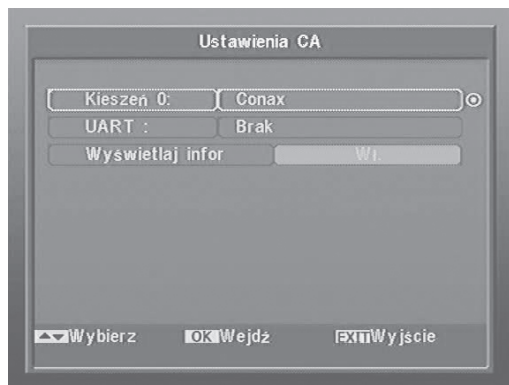 Ustawienia CA
Kieszeń 0: Conax
UART : Brak
Wyświetlaj infor Wł.
Wybierz OK Wejdź EXIT Wyjście